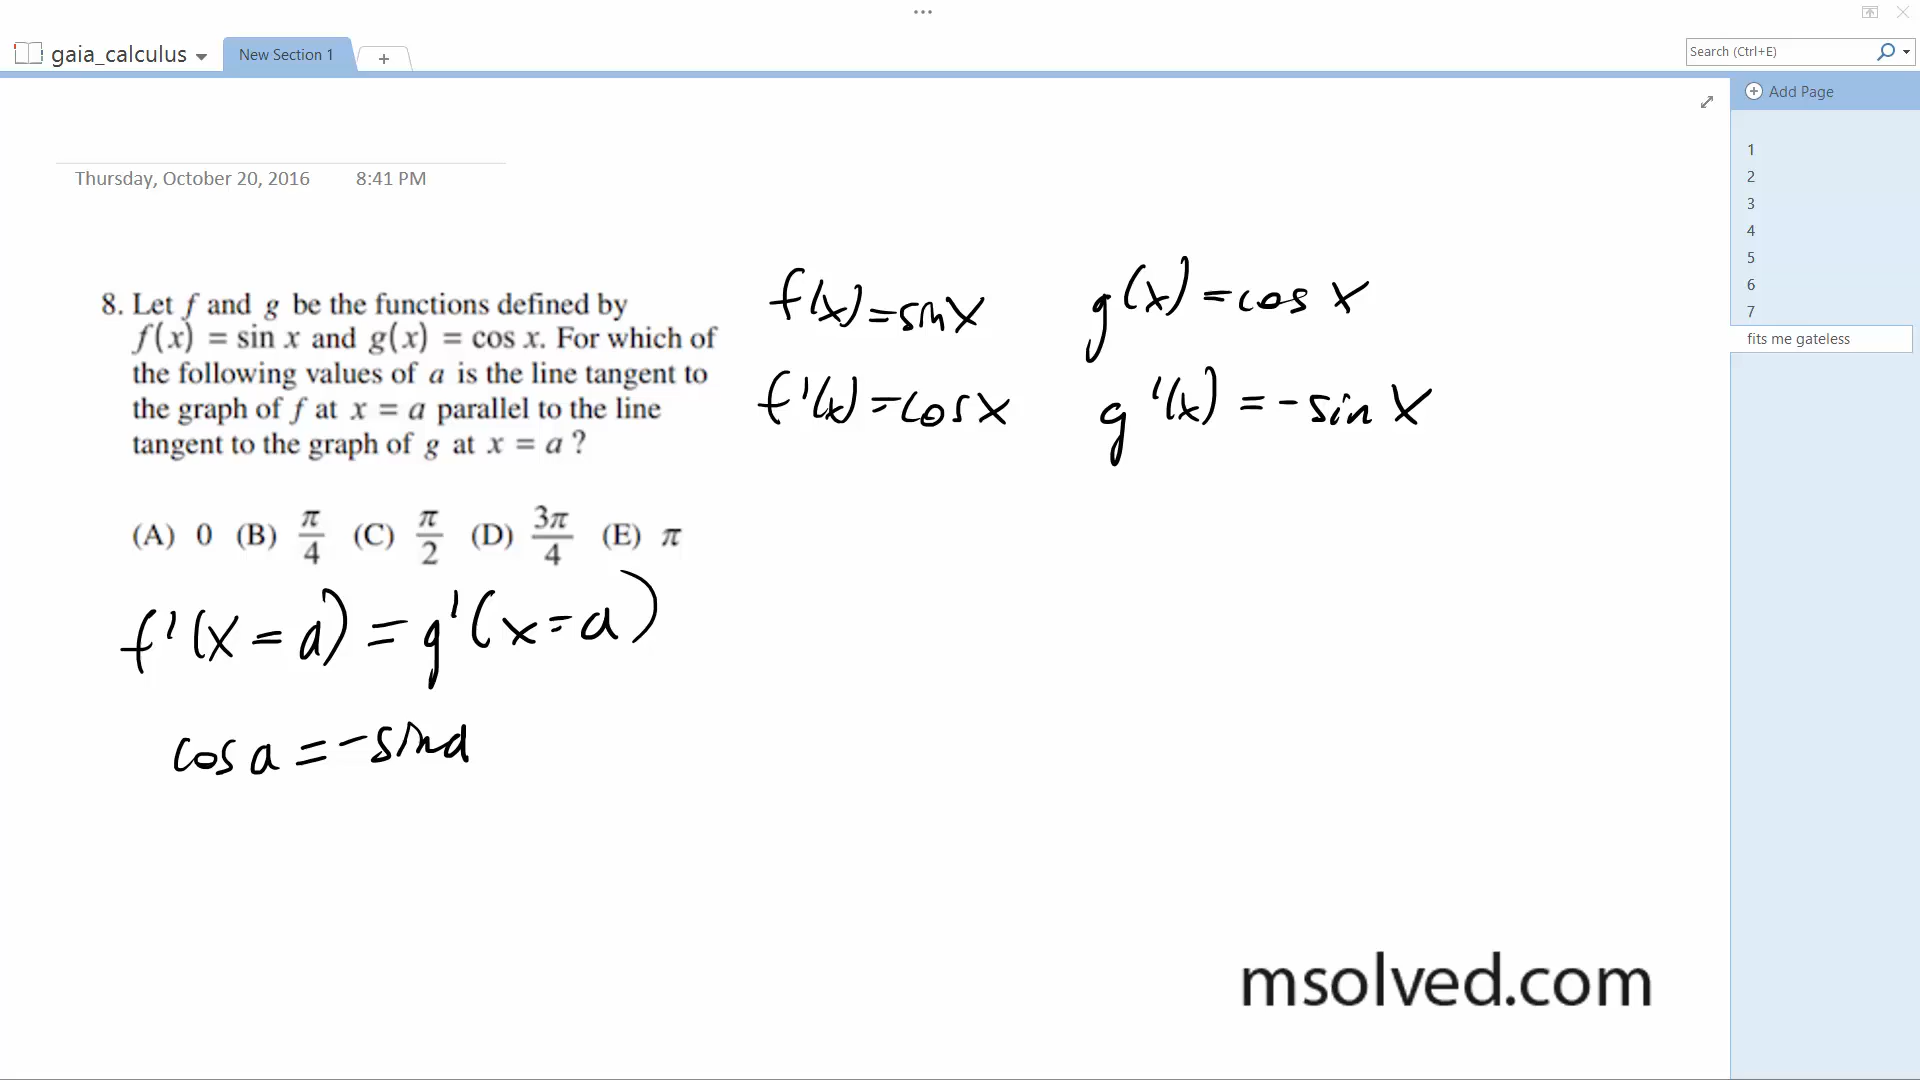 ...
gaia_calculus
New Section 1
+
Search (Ctrl+E)
Add Page
Thursday, October 20, 2016 8:41 PM
1
2
3
4
5
6
7
fits me gateless
8. Let f and g be the functions defined by
f(x) = sin x and g(x) = cos x. For which of
the following values of a is the line tangent to
the graph of f at x = a parallel to the line
tangent to the graph of g at x = a ?
(A) 0 (B) π/4 (C) π/2 (D) 3π/4 (E) π
f(x)=sinx g(x)=cos x
f'(x)=cosx g'(x)=-sin x
f'(x=a)=g'(x=a)
cos a=-sina
msolved.com